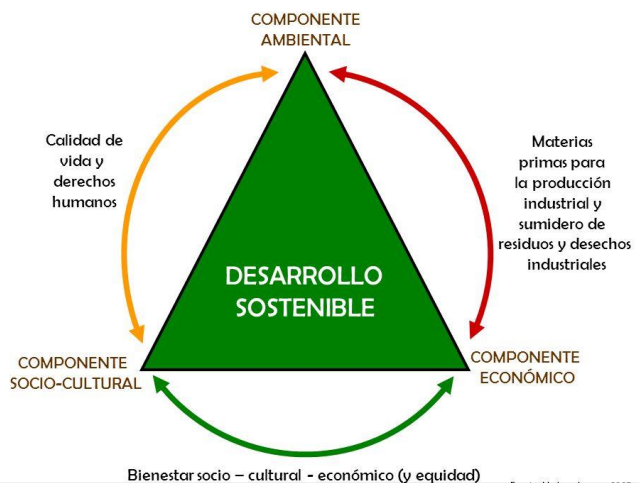 COMPONENTE
AMBIENTAL
Calidad de
vida y
derechos
humanos
Materias
primas para
la producción
industrial y
sumidero de
residuos y desechos
industriales
DESARROLLO
SOSTENIBLE
COMPONENTE
SOCIO-CULTURAL
COMPONENTE
ECONÓMICO
Bienestar socio – cultural - económico (y equidad)